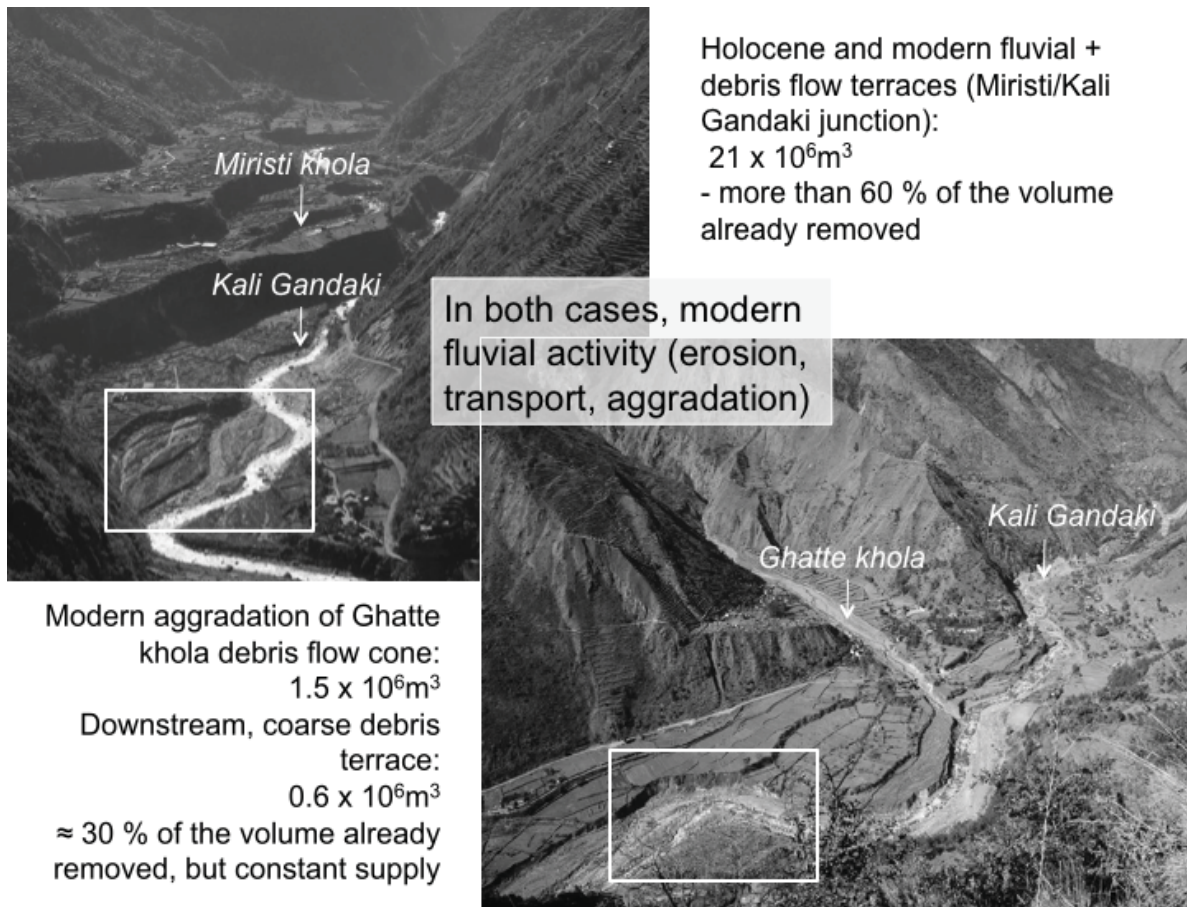 Holocene and modern fluvial +
debris flow terraces (Miristi/Kali
Gandaki junction):
21 x 10⁶m³
- more than 60 % of the volume
already removed
Miristi khola
Kali Gandaki
In both cases, modern
fluvial activity (erosion,
transport, aggradation)
Kali Gandaki
Ghatte khola
Modern aggradation of Ghatte
khola debris flow cone:
1.5 x 10⁶m³
Downstream, coarse debris
terrace:
0.6 x 10⁶m³
≈ 30 % of the volume already
removed, but constant supply